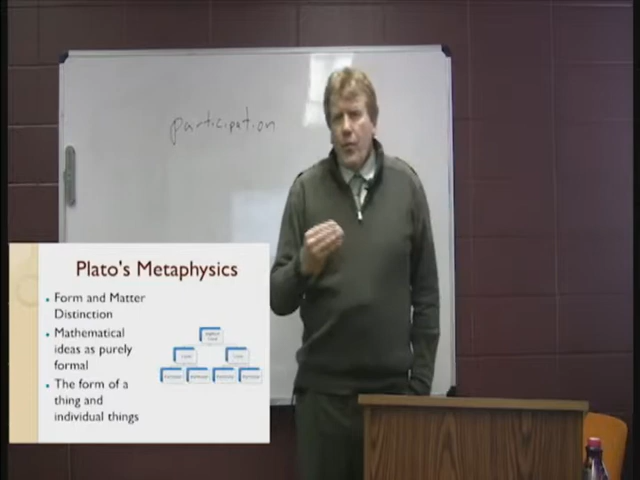 participation
Plato's Metaphysics
Form and Matter
Distinction
Mathematical
ideas as purely
formal
The form of a
thing and
individual things